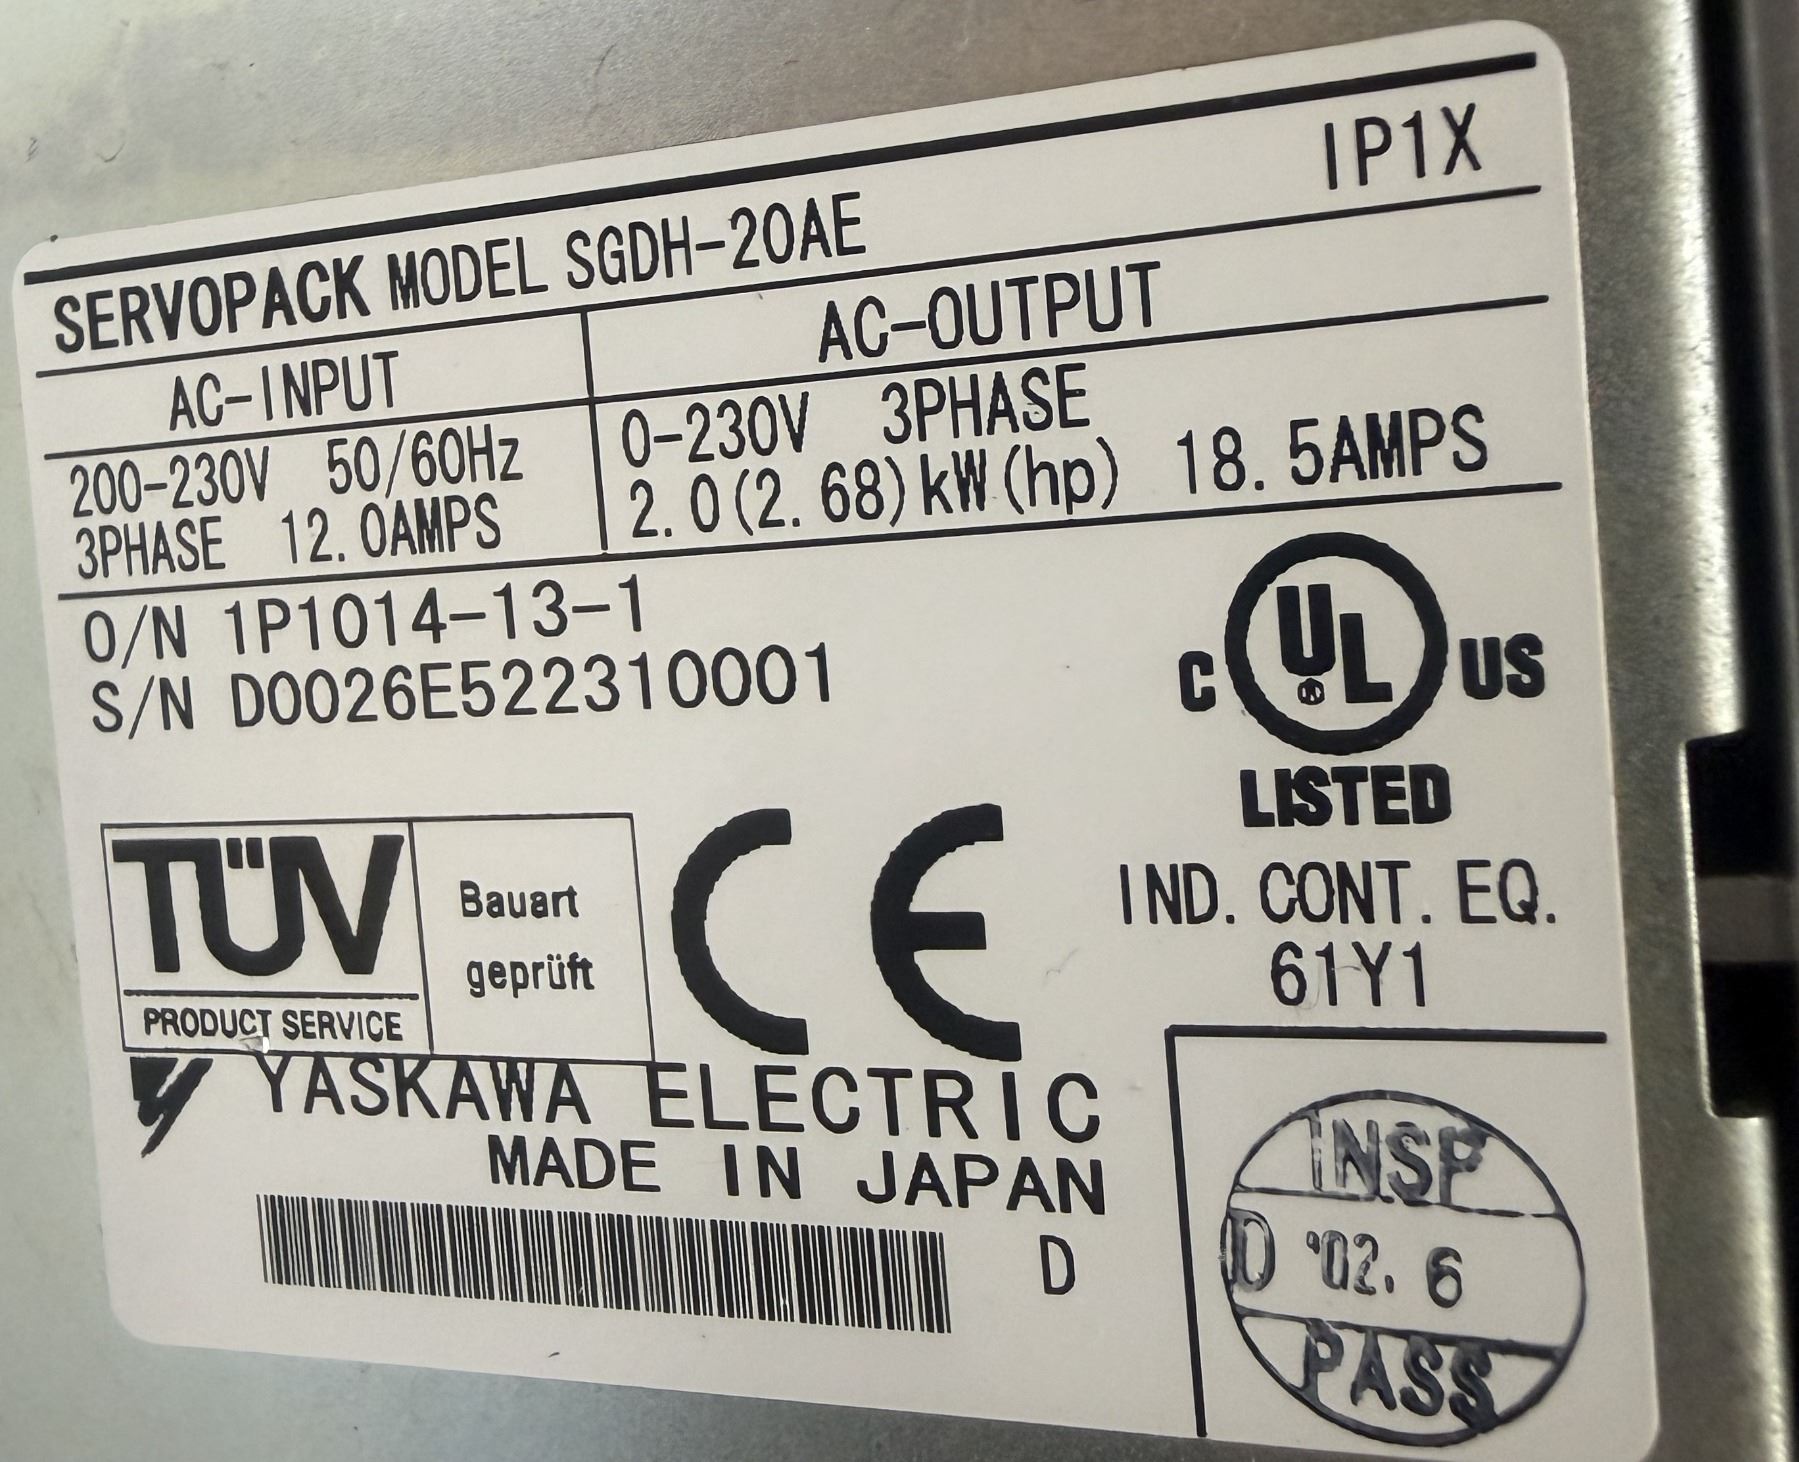 IP1X
SERVOPACK MODEL SGDH-20AE
AC-INPUT
AC-OUTPUT
200-230V 50/60Hz
3PHASE 12.0AMPS
0-230V 3PHASE
2.0(2.68)kW(hp) 18.5AMPS
O/N 1P1014-13-1
S/N D0026E522310001
C UL US
LISTED
IND. CONT. EQ.
61Y1
TÜV
PRODUCT SERVICE
Bauart
geprüft
CE
YASKAWA ELECTRIC
MADE IN JAPAN
D
INSP
D '02. 6
PASS